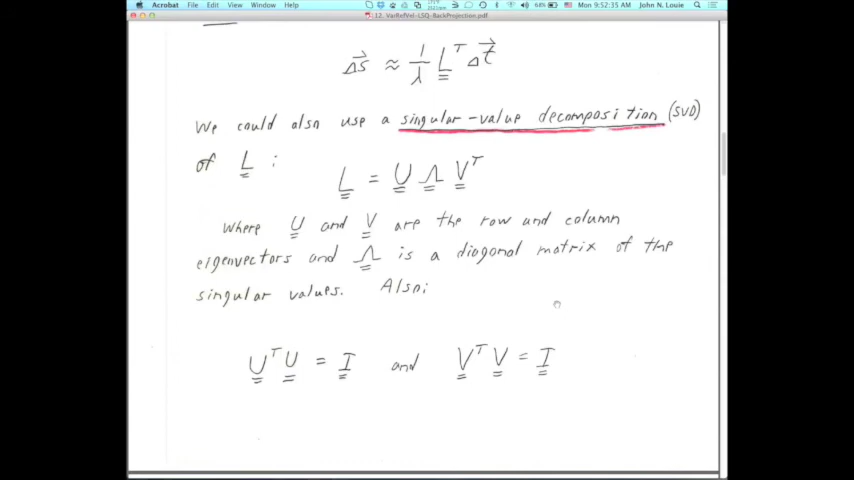 Acrobat File Edit View Window Help 68% Mon 9:52:35 AM John N. Louie
12. VarRefVel-LSQ-BackProjection.pdf
Δs⃗ ≈ 1/λ L^T Δt⃗
We could also use a singular-value decomposition (SVD)
of L :
L = U Λ V^T
Where U and V are the row and column
eigenvectors and Λ is a diagonal matrix of the
singular values. Also:
U^T U = I and V^T V = I